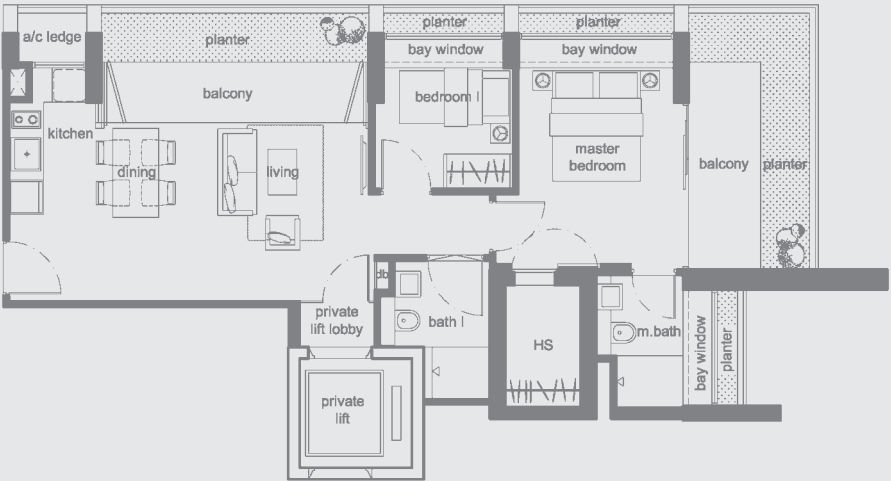 planter
planter
a/c ledge
planter
bay window
bay window
balcony
bedroom I
kitchen
master
bedroom
balcony
planter
dining
living
db
private
lift lobby
bath I
HS
m.bath
bay window
planter
private
lift